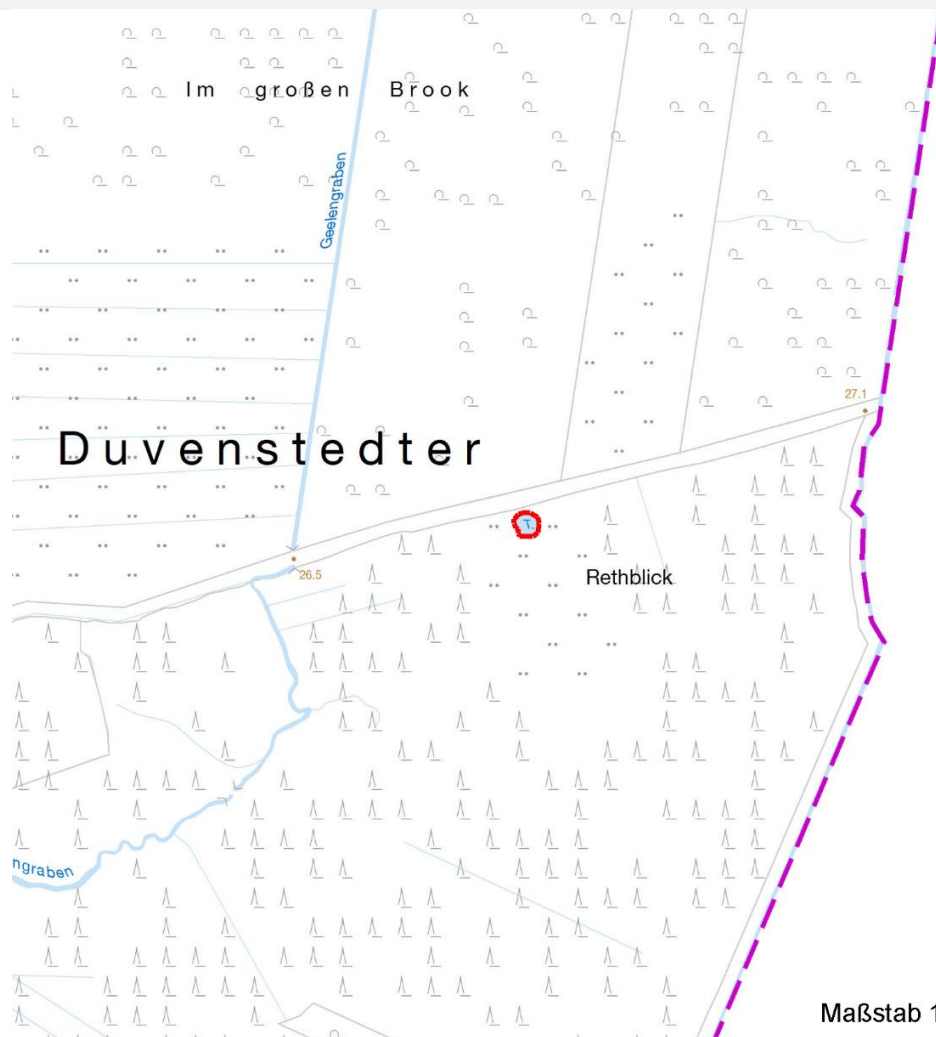 Im großen Brook
Geelengraben
27.1
Duvenstedter
T.
26.5
Rethblick
ngraben
Maßstab 1